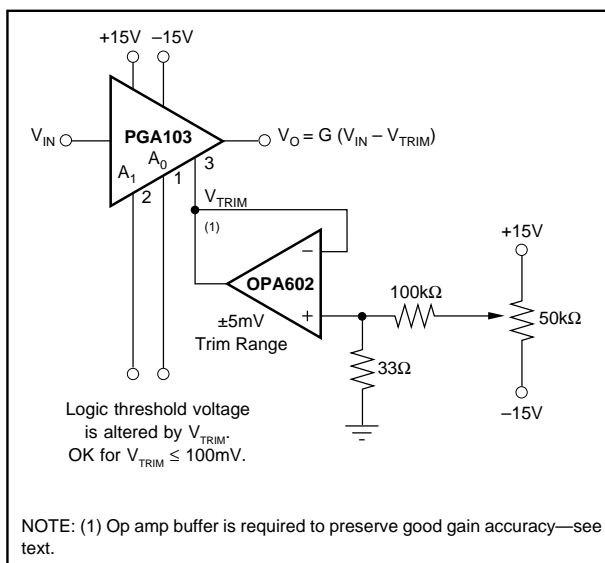 +15V –15V
PGA103
V_IN
V_O = G (V_IN – V_TRIM)
A_1
A_0
3
1
2
V_TRIM
(1)
+15V
–
OPA602
+
100kΩ
50kΩ
±5mV
Trim Range
33Ω
–15V
Logic threshold voltage
is altered by V_TRIM.
OK for V_TRIM ≤ 100mV.
NOTE: (1) Op amp buffer is required to preserve good gain accuracy—see
text.